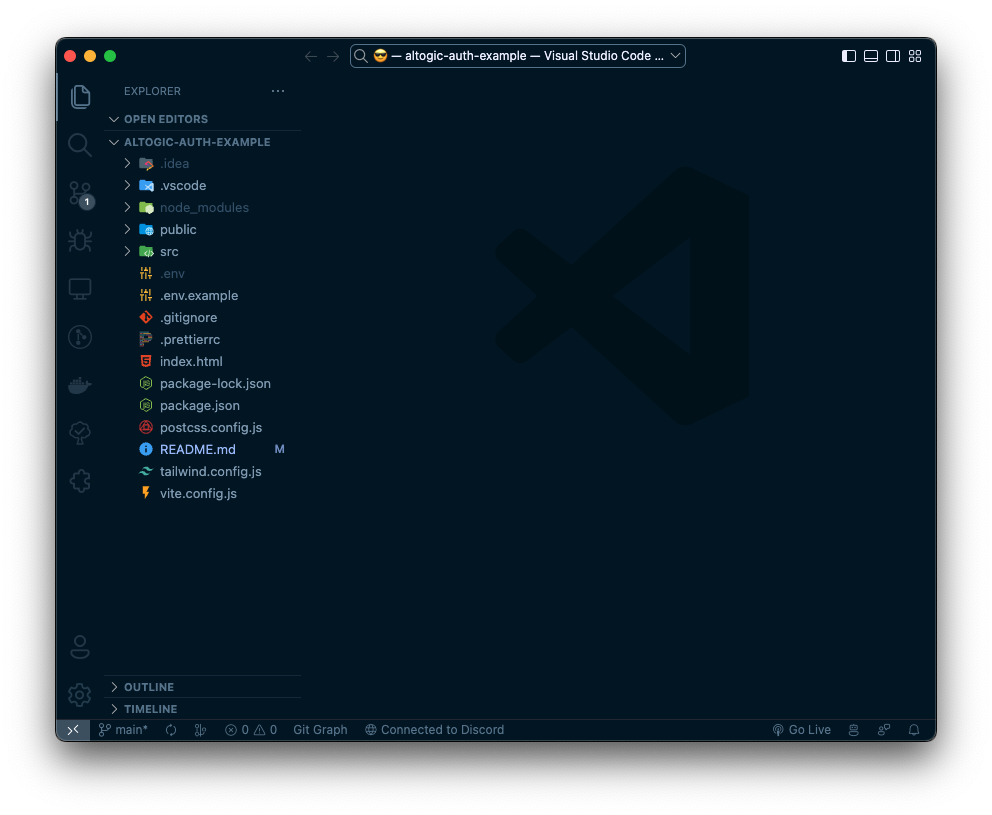 😎 — altogic-auth-example — Visual Studio Code ...
EXPLORER
OPEN EDITORS
ALTOGIC-AUTH-EXAMPLE
.idea
.vscode
node_modules
public
src
.env
.env.example
.gitignore
.prettierrc
index.html
package-lock.json
package.json
postcss.config.js
README.md M
tailwind.config.js
vite.config.js
1
OUTLINE
TIMELINE
main* 0 0 Git Graph Connected to Discord Go Live